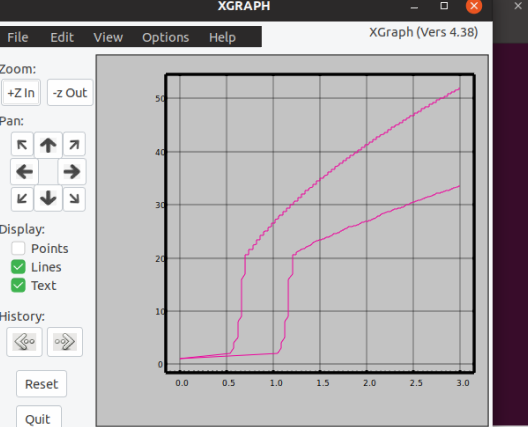 XGRAPH
File Edit View Options Help
XGraph (Vers 4.38)
Zoom:
+Z In -z Out
Pan:
Display:
Points
Lines
Text
History:
Go Go
Reset
Quit
50
40
30
20
10
0
0.0 0.5 1.0 1.5 2.0 2.5 3.0